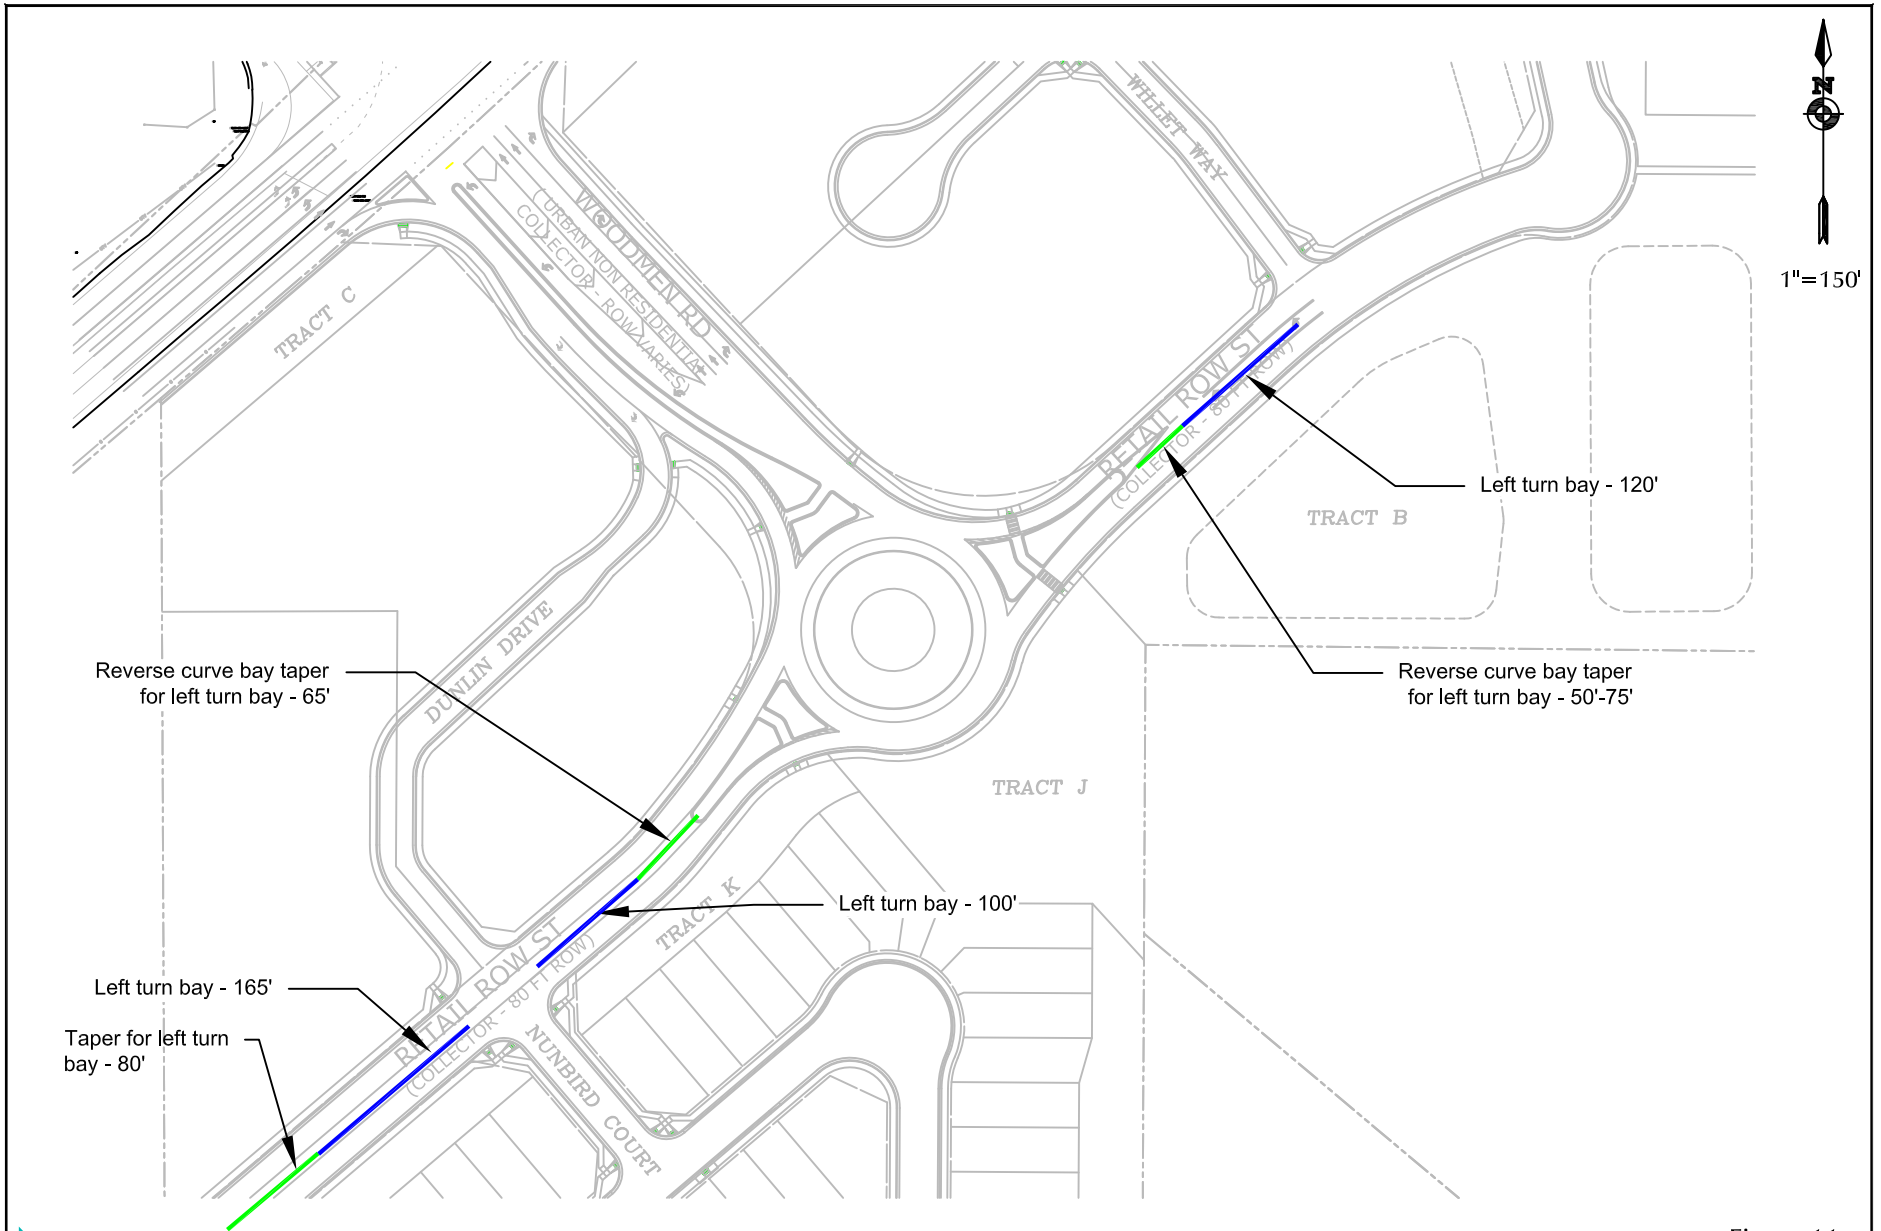 N
1"=150'
WILLET WAY
WOODMEN RD
(URBAN NON RESIDENTIAL
COLLECTOR - ROW VARIES)
TRACT C
RETAIL ROW ST
(COLLECTOR - 80 FT ROW)
Left turn bay - 120'
TRACT B
DUNLIN DRIVE
Reverse curve bay taper
for left turn bay - 65'
Reverse curve bay taper
for left turn bay - 50'-75'
TRACT J
TRACT K
Left turn bay - 100'
RETAIL ROW ST
(COLLECTOR - 80 FT ROW)
Left turn bay - 165'
Taper for left turn
bay - 80'
NUNBIRD COURT